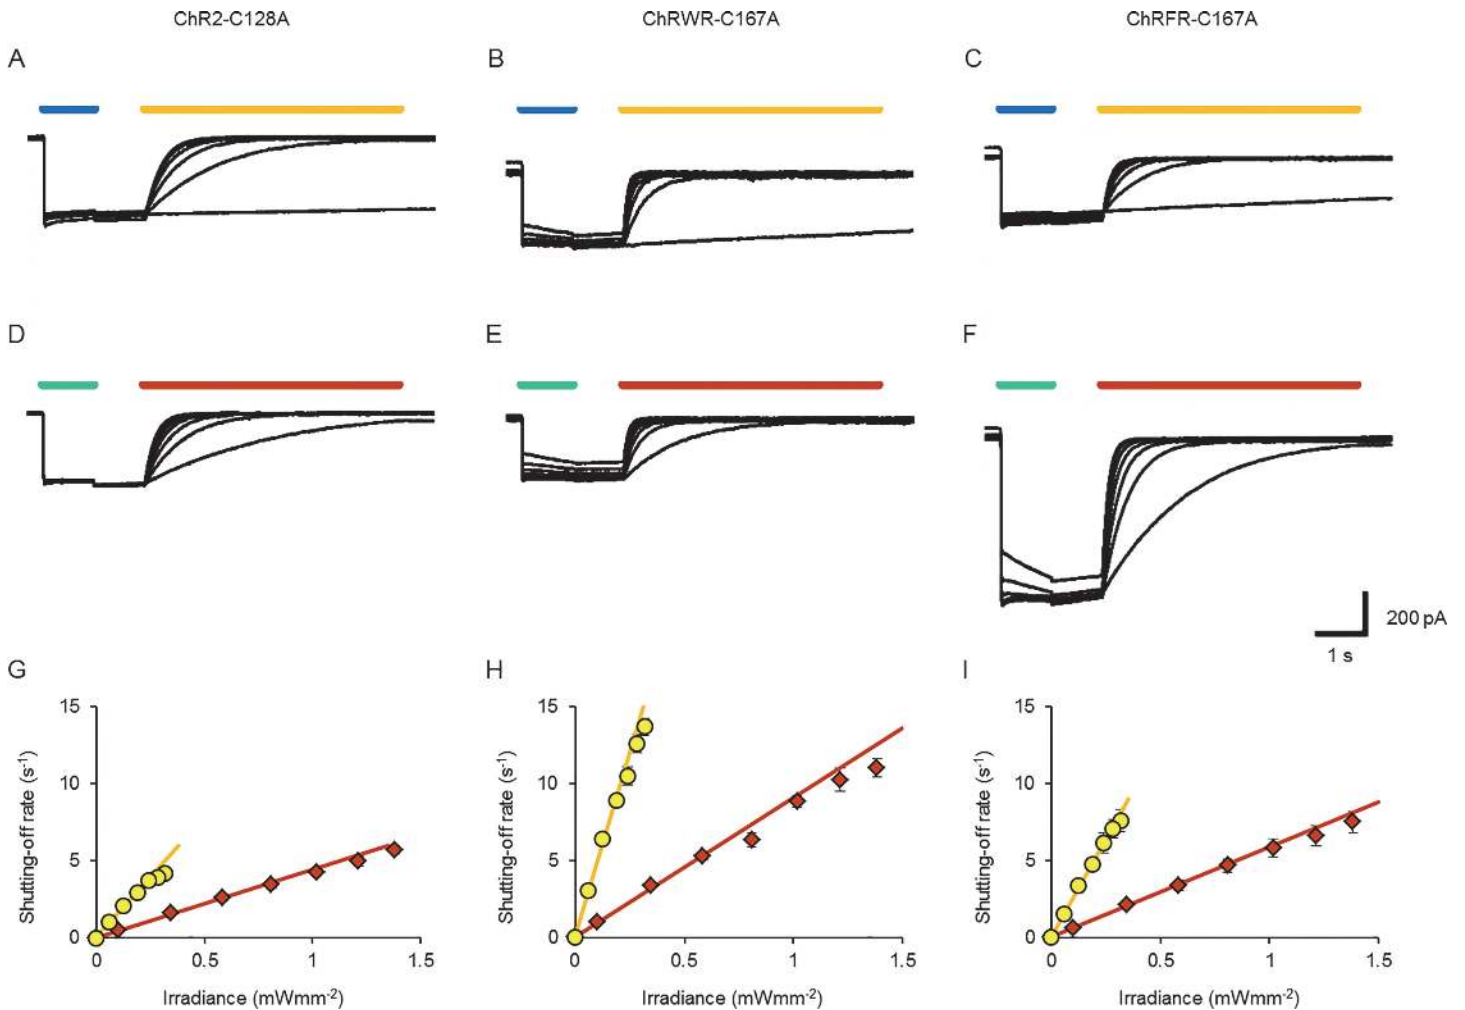 ChR2-C128A ChRWR-C167A ChRFR-C167A
A B C
D E F
200 pA
1 s
G H I
15 15 15
10 10 10
5 5 5
0 0 0
Shutting-off rate (s-1) Shutting-off rate (s-1) Shutting-off rate (s-1)
0 0.5 1 1.5 0 0.5 1 1.5 0 0.5 1 1.5
Irradiance (mWmm-2) Irradiance (mWmm-2) Irradiance (mWmm-2)